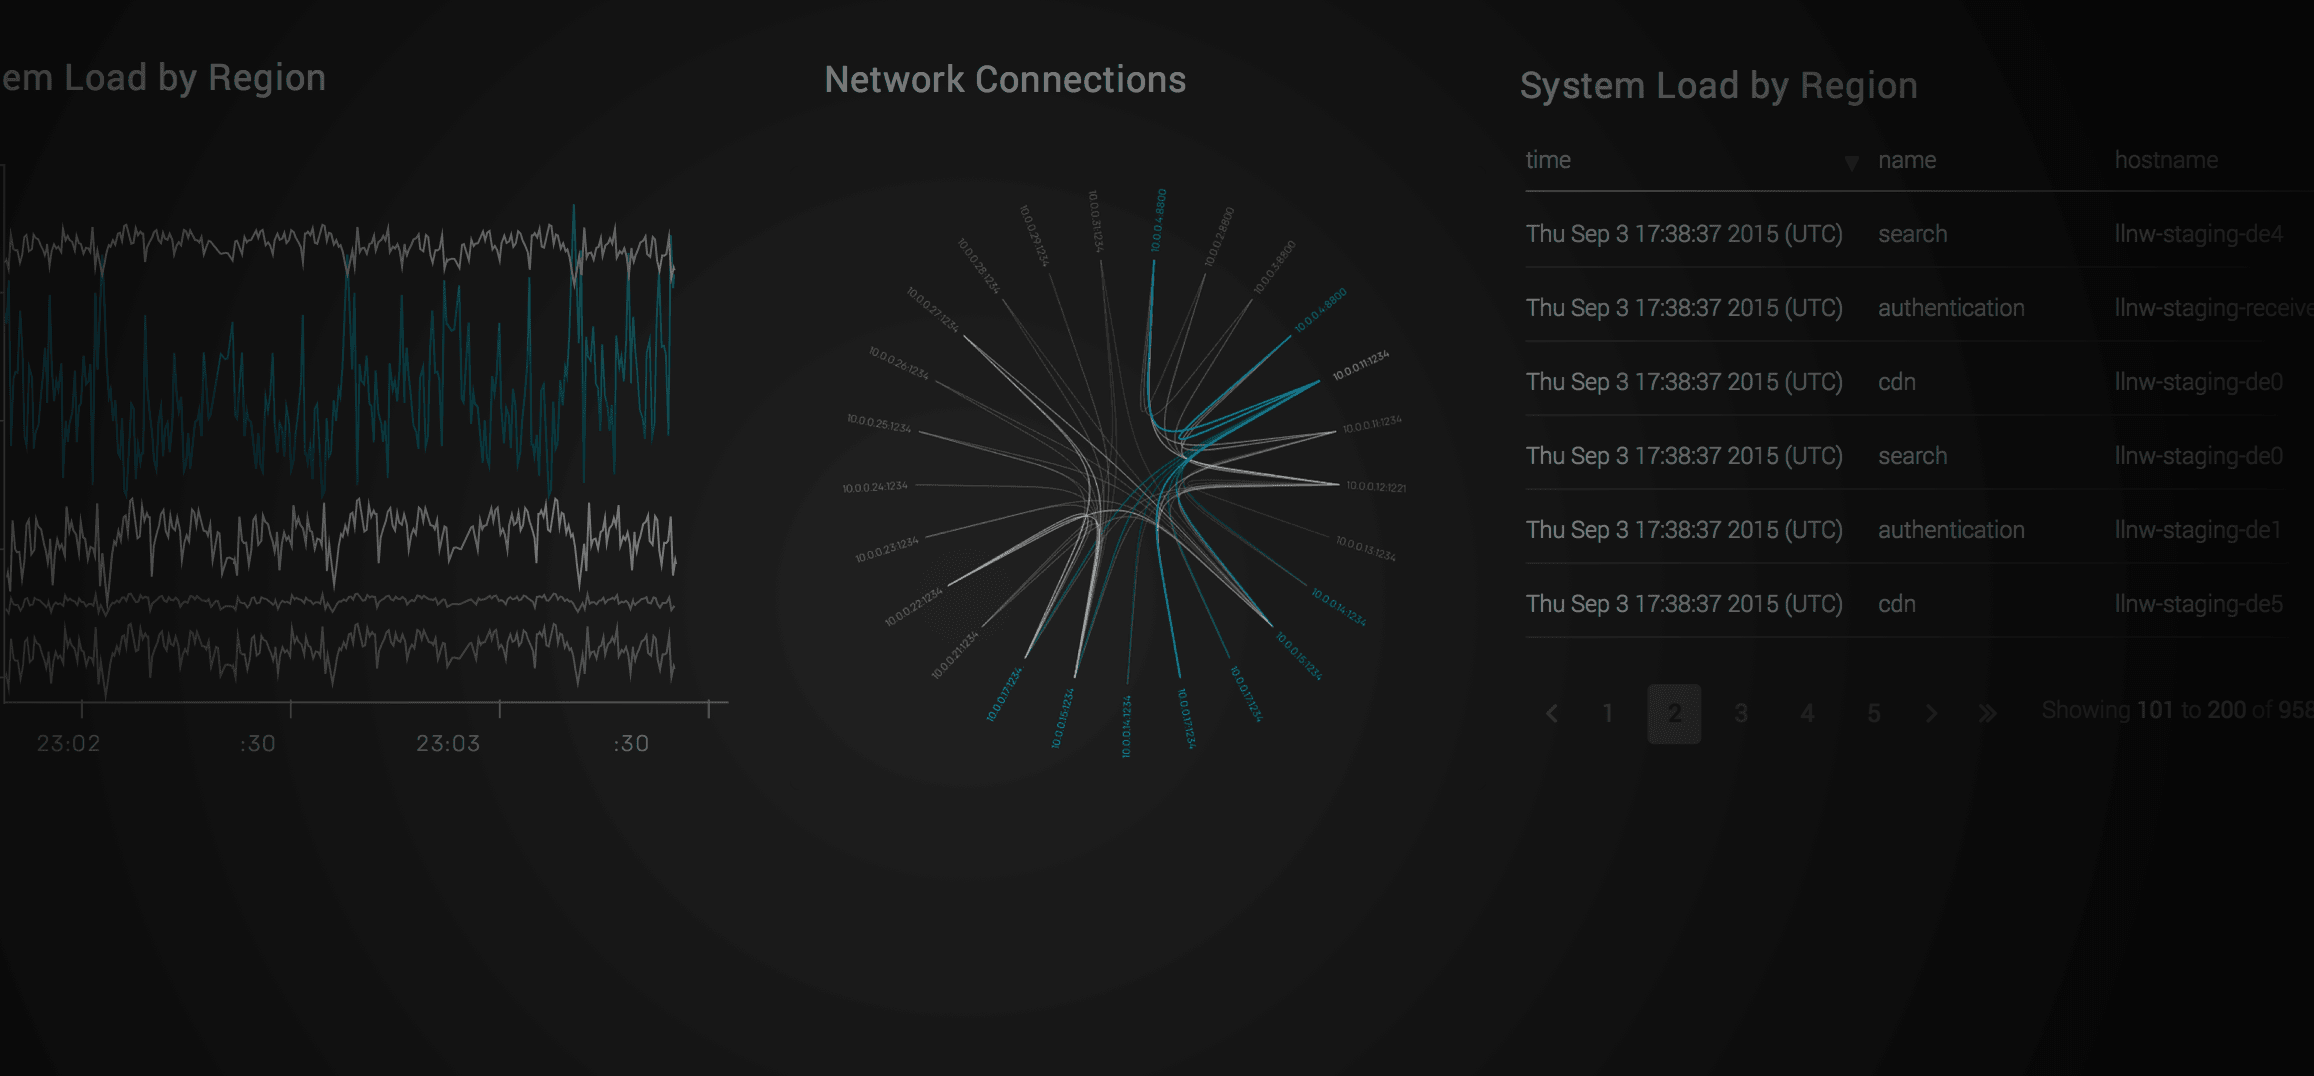 em Load by Region
23:02
:30
23:03
:30
Network Connections
10.0.0.31:1234
10.0.0.4:8800
10.0.0.2:8800
10.0.0.3:8800
10.0.0.4:8800
10.0.0.11:1234
10.0.0.11:1234
10.0.0.12:1221
10.0.0.13:1234
10.0.0.14:1234
10.0.0.15:1234
10.0.0.17:1234
10.0.0.17:1234
10.0.0.14:1234
10.0.0.15:1234
10.0.0.17:1234
10.0.0.21:1234
10.0.0.22:1234
10.0.0.23:1234
10.0.0.24:1234
10.0.0.25:1234
10.0.0.26:1234
10.0.0.27:1234
10.0.0.28:1234
10.0.0.29:1234
System Load by Region
time name hostname
Thu Sep 3 17:38:37 2015 (UTC) search llnw-staging-de4
Thu Sep 3 17:38:37 2015 (UTC) authentication llnw-staging-receive
Thu Sep 3 17:38:37 2015 (UTC) cdn llnw-staging-de0
Thu Sep 3 17:38:37 2015 (UTC) search llnw-staging-de0
Thu Sep 3 17:38:37 2015 (UTC) authentication llnw-staging-de1
Thu Sep 3 17:38:37 2015 (UTC) cdn llnw-staging-de5
1 2 3 4 5 Showing 101 to 200 of 958